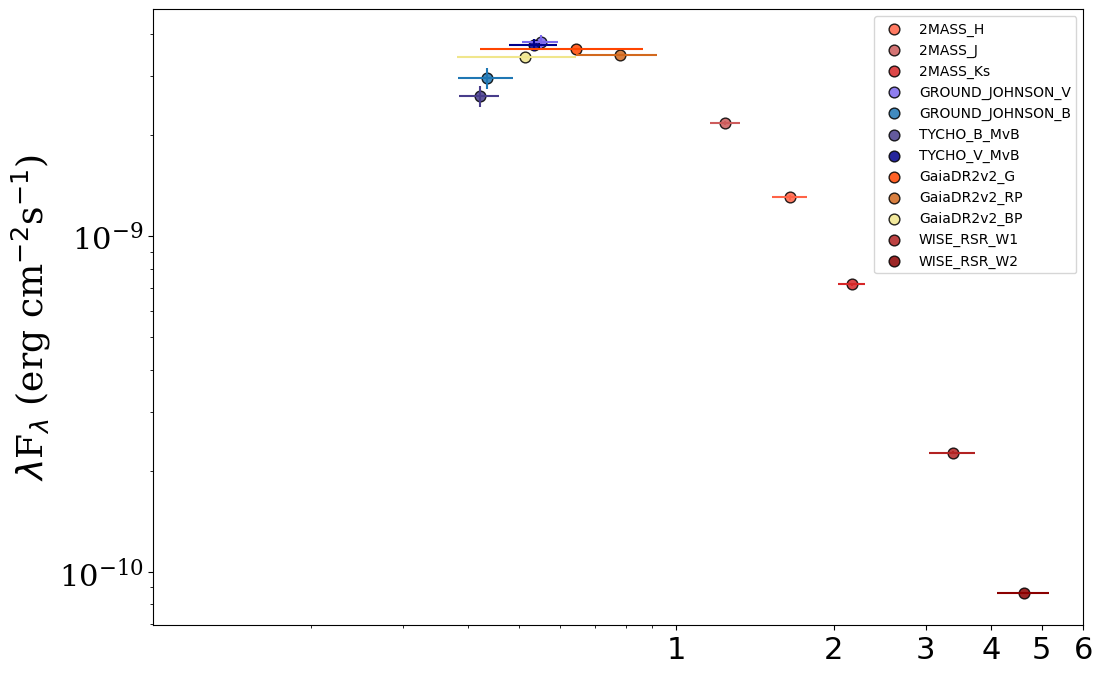 2MASS_H
2MASS_J
2MASS_Ks
GROUND_JOHNSON_V
GROUND_JOHNSON_B
TYCHO_B_MvB
TYCHO_V_MvB
GaiaDR2v2_G
GaiaDR2v2_RP
GaiaDR2v2_BP
WISE_RSR_W1
WISE_RSR_W2
λF_λ (erg cm⁻²s⁻¹)
10⁻⁹
10⁻¹⁰
1 2 3 4 5 6